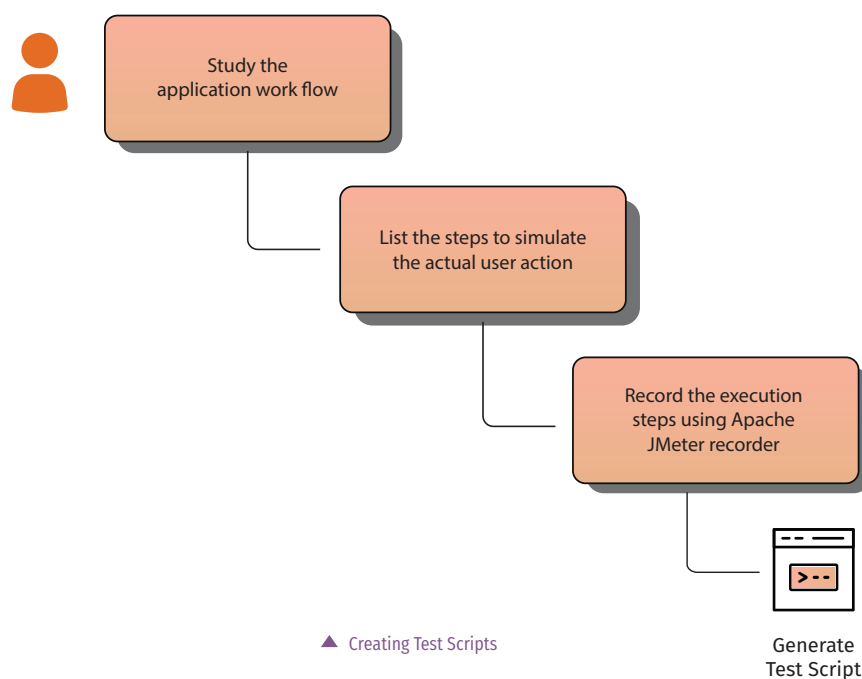 Study the
application work flow
List the steps to simulate
the actual user action
Record the execution
steps using Apache
JMeter recorder
>--
Creating Test Scripts
Generate
Test Script